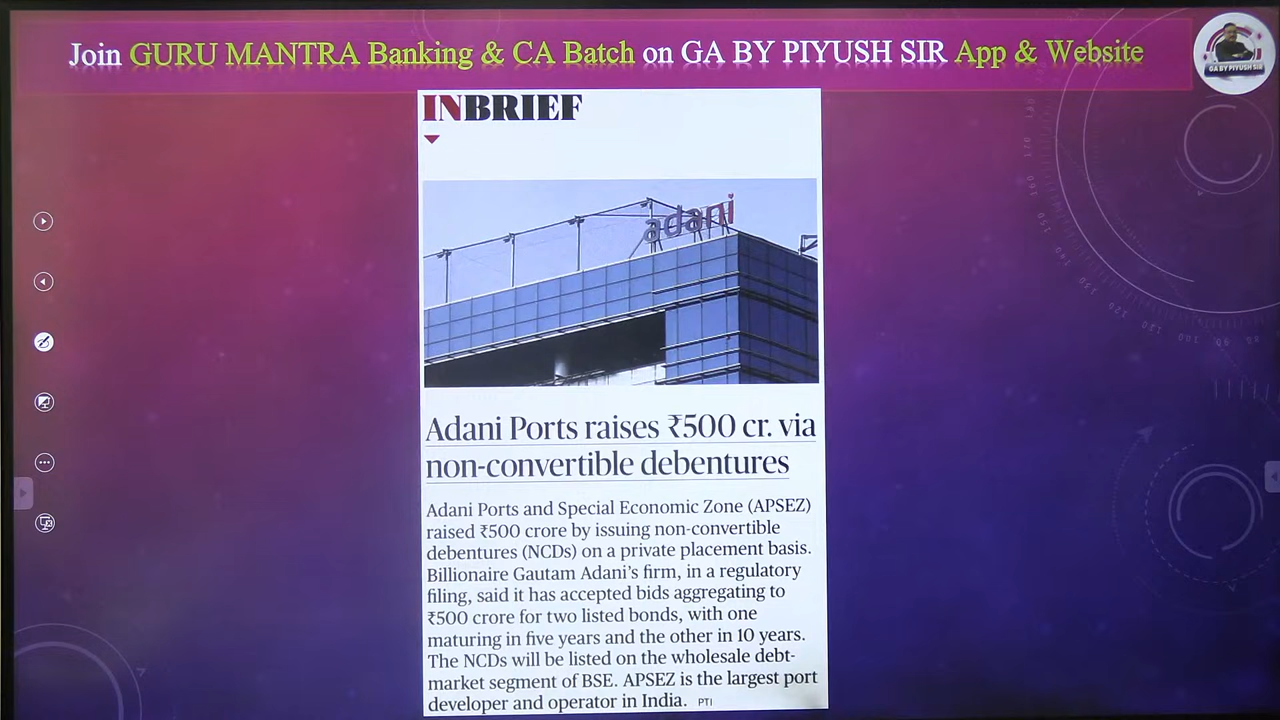 Join GURU MANTRA Banking & CA Batch on GA BY PIYUSH SIR App & Website
GA BY PIYUSH SIR
INBRIEF
adani
Adani Ports raises ₹500 cr. via
non-convertible debentures
Adani Ports and Special Economic Zone (APSEZ)
raised ₹500 crore by issuing non-convertible
debentures (NCDs) on a private placement basis.
Billionaire Gautam Adani's firm, in a regulatory
filing, said it has accepted bids aggregating to
₹500 crore for two listed bonds, with one
maturing in five years and the other in 10 years.
The NCDs will be listed on the wholesale debt-
market segment of BSE. APSEZ is the largest port
developer and operator in India. PTI